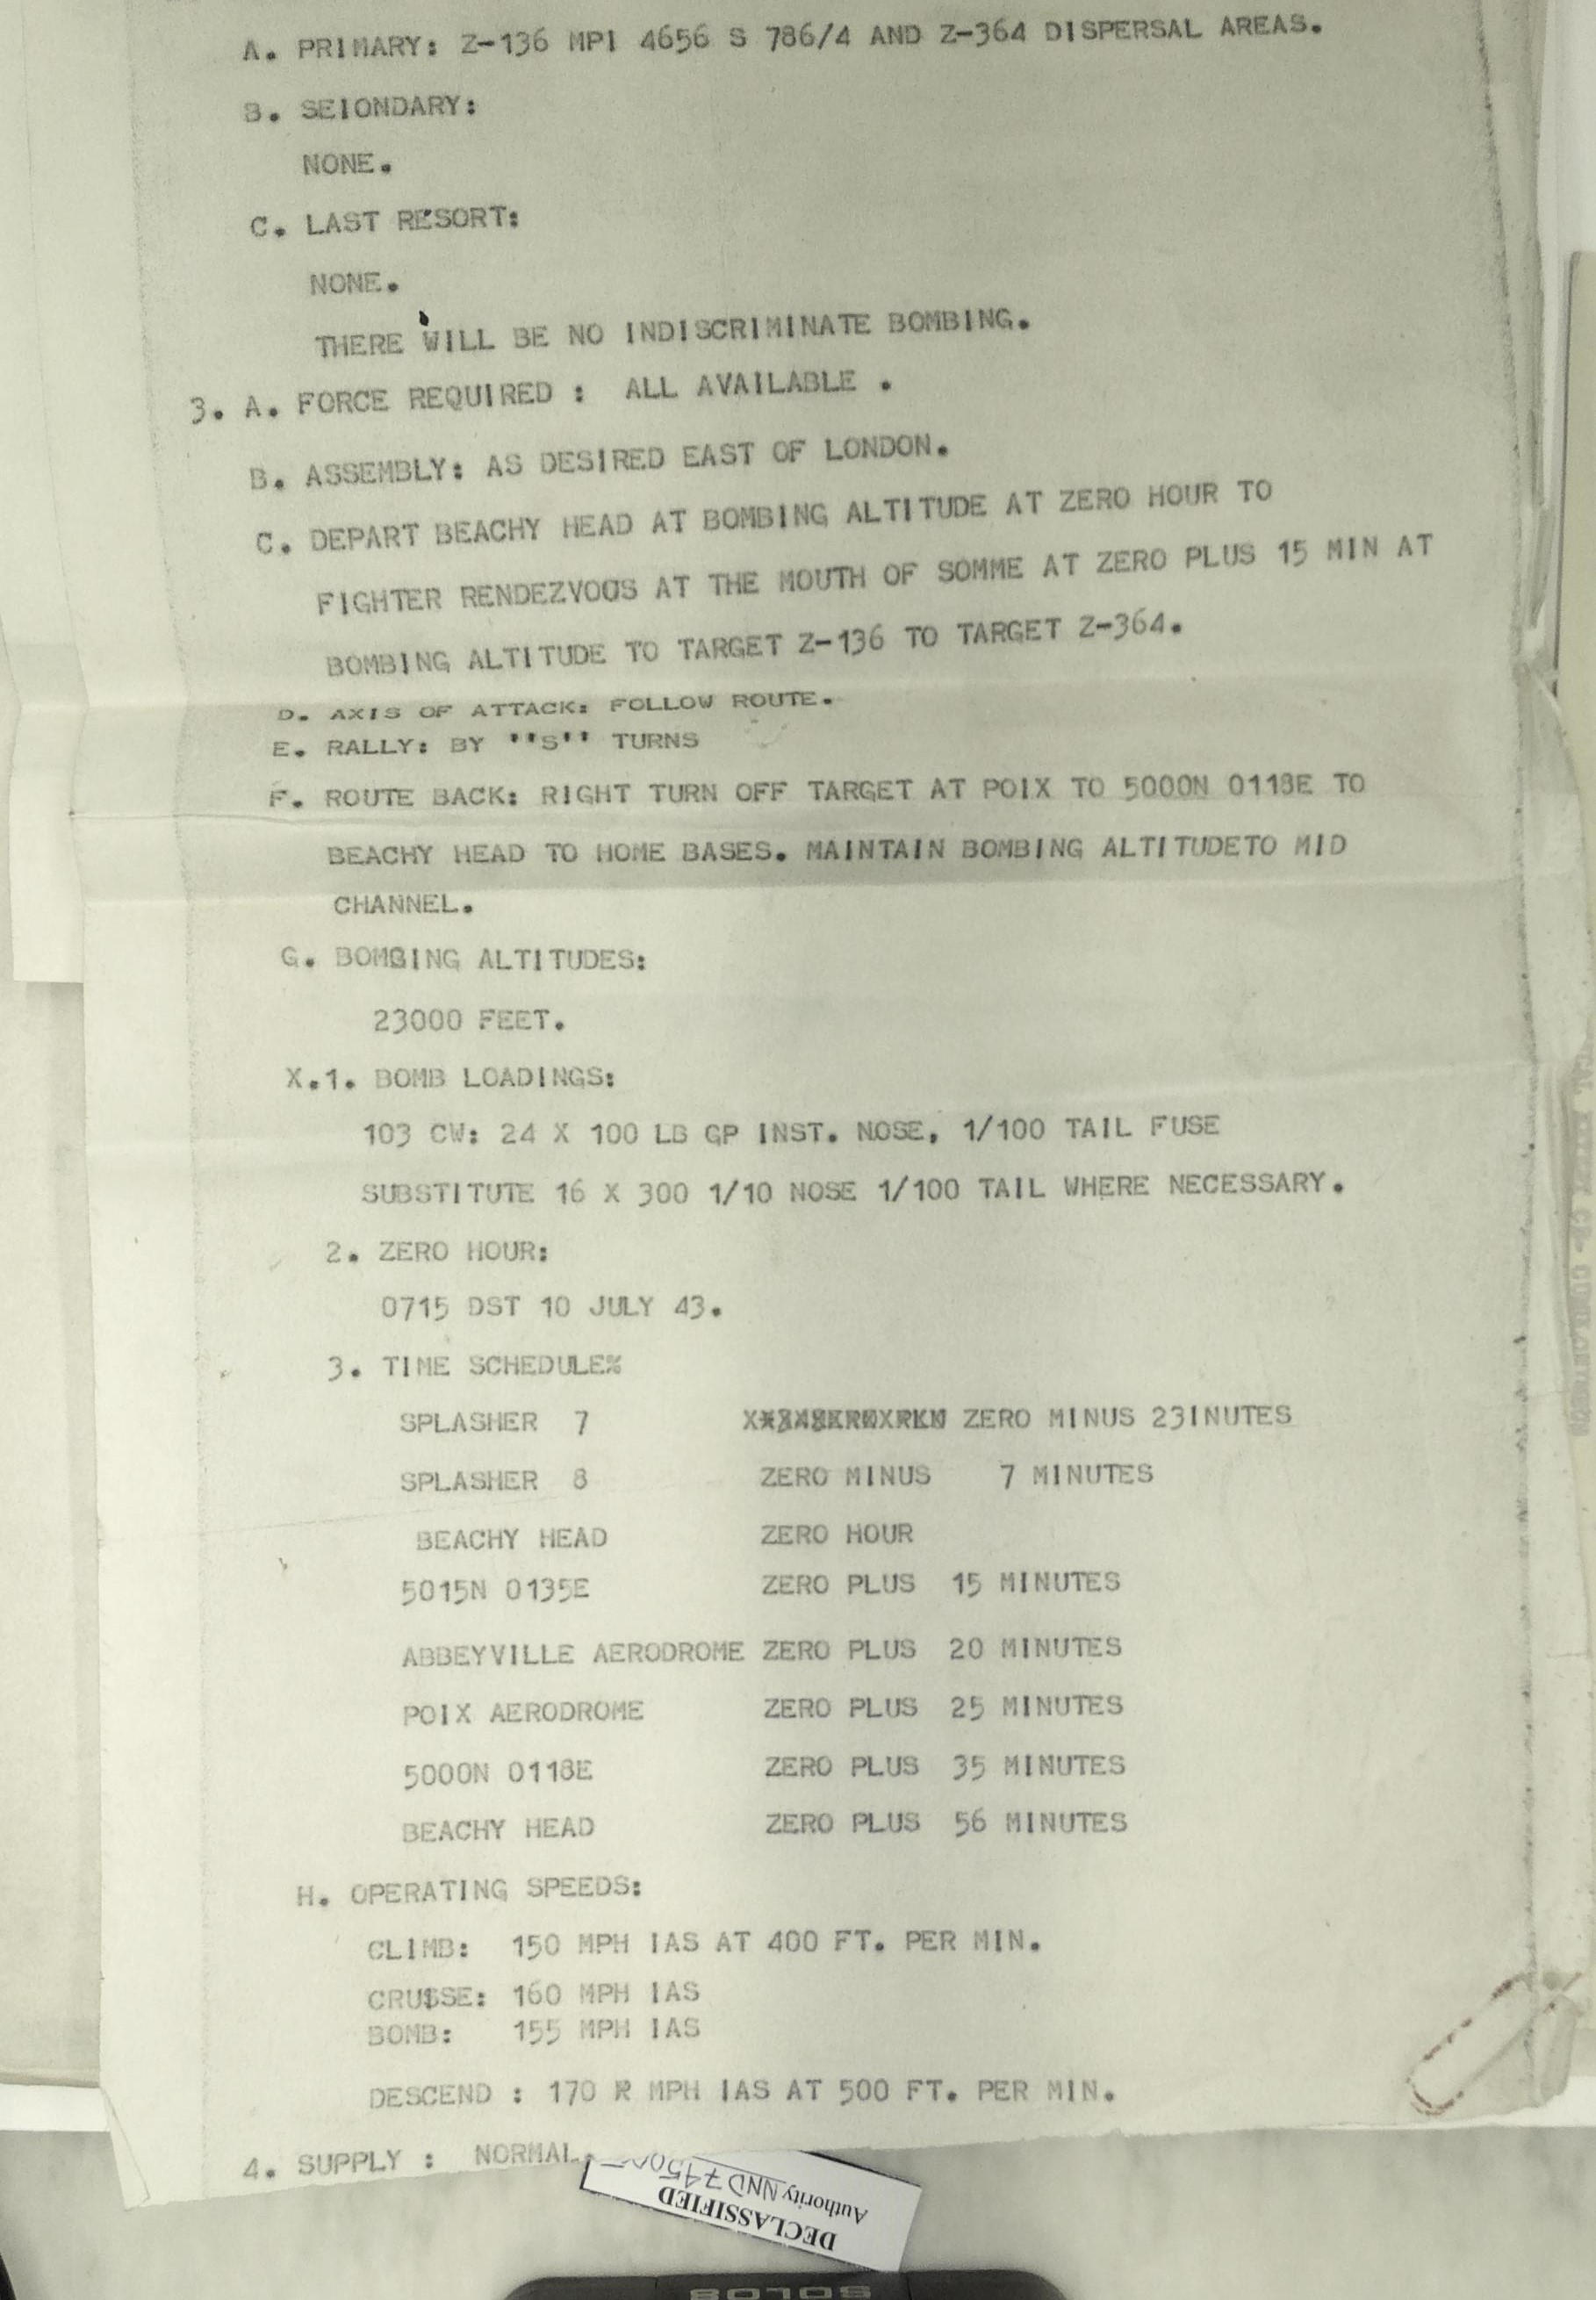 A. PRIMARY: Z-136 MPI 4656 S 786/4 AND Z-364 DISPERSAL AREAS.
B. SEIONDARY:
NONE.
C. LAST RESORT:
NONE.
THERE WILL BE NO INDISCRIMINATE BOMBING.
3. A. FORCE REQUIRED : ALL AVAILABLE .
B. ASSEMBLY: AS DESIRED EAST OF LONDON.
C. DEPART BEACHY HEAD AT BOMBING ALTITUDE AT ZERO HOUR TO
FIGHTER RENDEZVOOS AT THE MOUTH OF SOMME AT ZERO PLUS 15 MIN AT
BOMBING ALTITUDE TO TARGET Z-136 TO TARGET Z-364.
D. AXIS OF ATTACK: FOLLOW ROUTE.
E. RALLY: BY ''S'' TURNS
F. ROUTE BACK: RIGHT TURN OFF TARGET AT POIX TO 5000N 0118E TO
BEACHY HEAD TO HOME BASES. MAINTAIN BOMBING ALTITUDETO MID
CHANNEL.
G. BOMBING ALTITUDES:
23000 FEET.
X.1. BOMB LOADINGS:
103 CW: 24 X 100 LB GP INST. NOSE, 1/100 TAIL FUSE
SUBSTITUTE 16 X 300 1/10 NOSE 1/100 TAIL WHERE NECESSARY.
2. ZERO HOUR:
0715 DST 10 JULY 43.
3. TIME SCHEDULE%
SPLASHER 7 ZERO MINUS 23INUTES
SPLASHER 8 ZERO MINUS 7 MINUTES
BEACHY HEAD ZERO HOUR
5015N 0135E ZERO PLUS 15 MINUTES
ABBEYVILLE AERODROME ZERO PLUS 20 MINUTES
POIX AERODROME ZERO PLUS 25 MINUTES
5000N 0118E ZERO PLUS 35 MINUTES
BEACHY HEAD ZERO PLUS 56 MINUTES
H. OPERATING SPEEDS:
CLIMB: 150 MPH IAS AT 400 FT. PER MIN.
CRUSSE: 160 MPH IAS
BOMB: 155 MPH IAS
DESCEND : 170 R MPH IAS AT 500 FT. PER MIN.
4. SUPPLY : NORMAL.
DECLASSIFIED
Authority NND
SOLO8